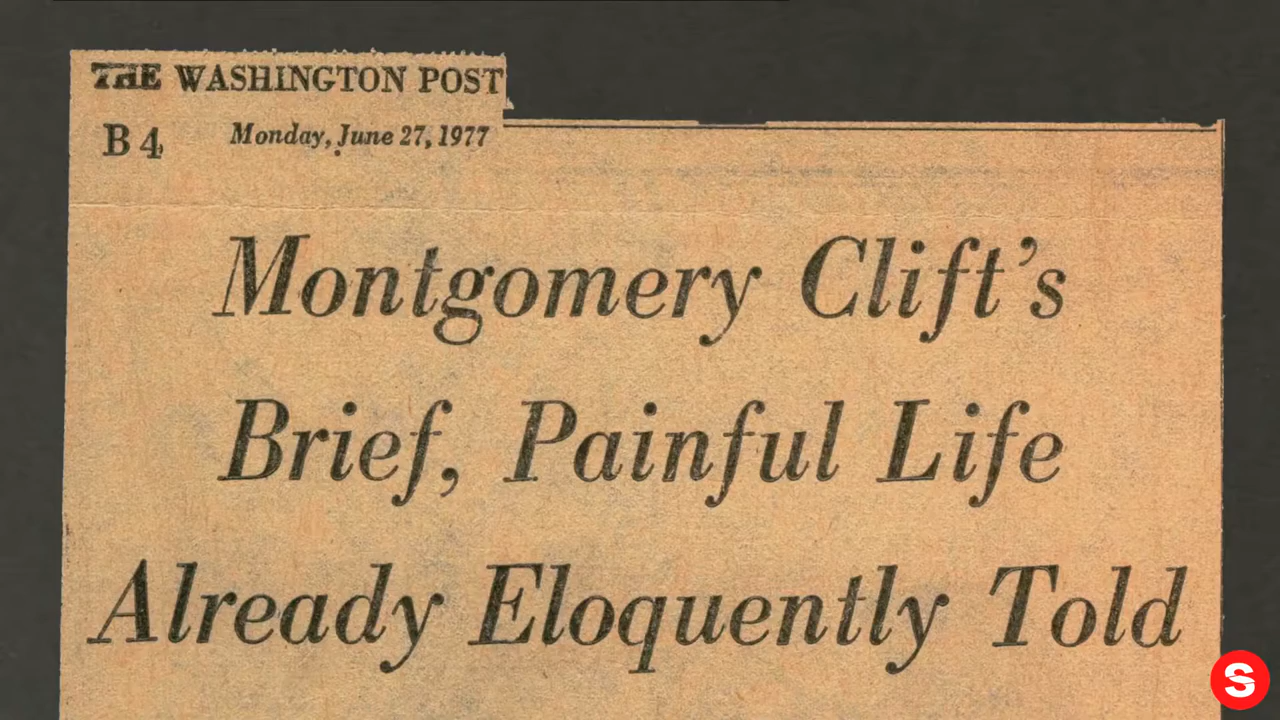 THE WASHINGTON POST
B 4 Monday, June 27, 1977
Montgomery Clift's
Brief, Painful Life
Already Eloquently Told
S